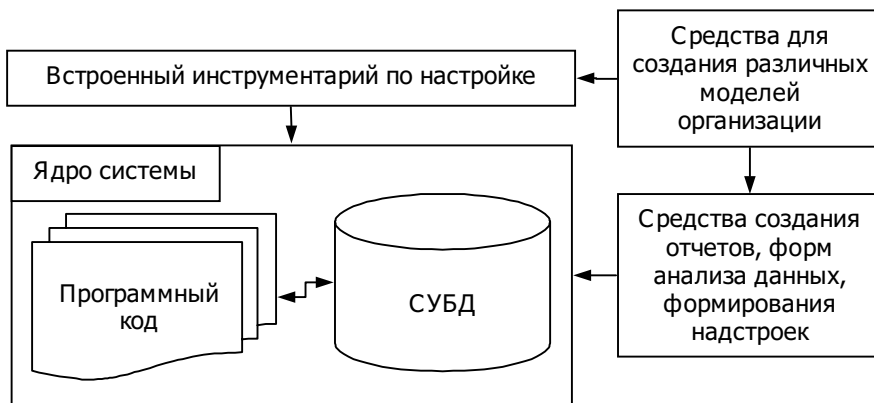 Встроенный инструментарий по настройке
Средства для
создания различных
моделей
организации
Ядро системы
Программный
код
СУБД
Средства создания
отчетов, форм
анализа данных,
формирования
надстроек